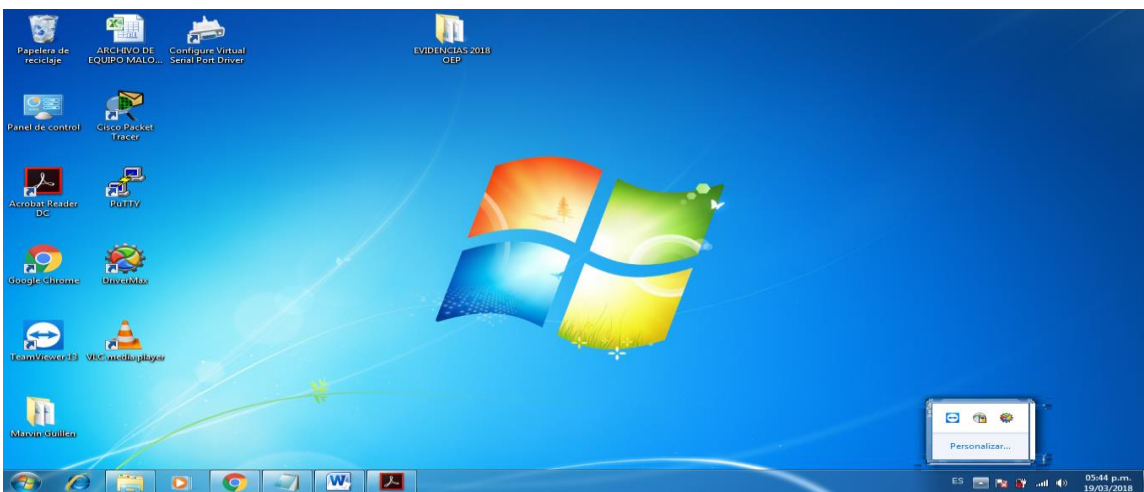 Papelera de
reciclaje
ARCHIVO DE
EQUIPO MALO...
Configure Virtual
Serial Port Driver
EVIDENCIAS 2018
OEP
Panel de control
Cisco Packet
Tracer
Acrobat Reader
DC
PuTTY
Google Chrome
DriverMax
TeamViewer 13
VLC media player
Marvin Guillen
Personalizar...
ES
05:44 p.m.
19/03/2018